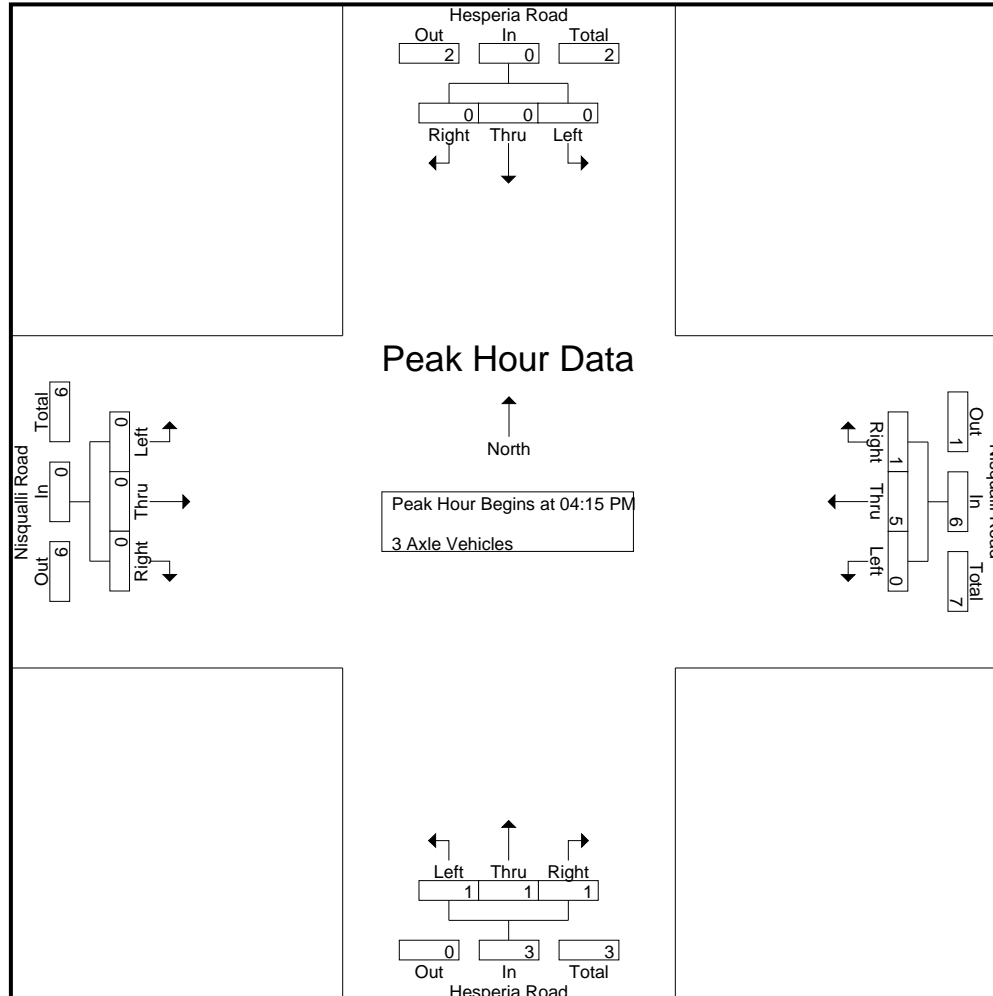 Hesperia Road
Out In Total
2 0 2
0 0 0
Right Thru Left
Peak Hour Data
North
Peak Hour Begins at 04:15 PM
3 Axle Vehicles
Nisqualli Road
Total In Out
6 0 6
0 0 0
Left Thru Right
Right Thru Left
1 5 0
Out In Total
1 6 7
Nisqualli Road
Left Thru Right
1 1 1
0 3 3
Out In Total
Hesperia Road